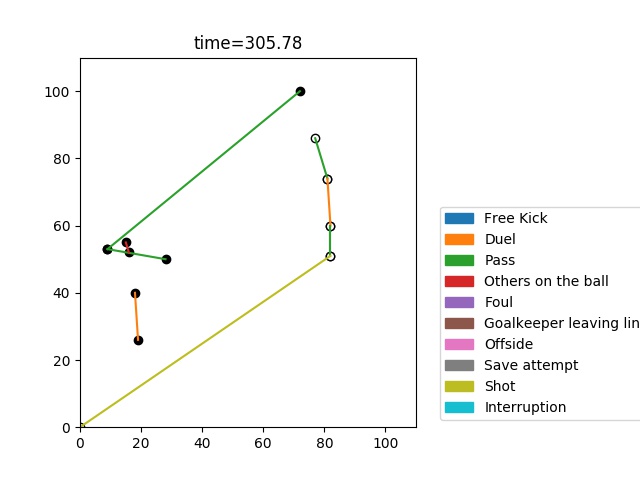 time=305.78
100
80
60
40
20
0
0 20 40 60 80 100
Free Kick
Duel
Pass
Others on the ball
Foul
Goalkeeper leaving lin
Offside
Save attempt
Shot
Interruption